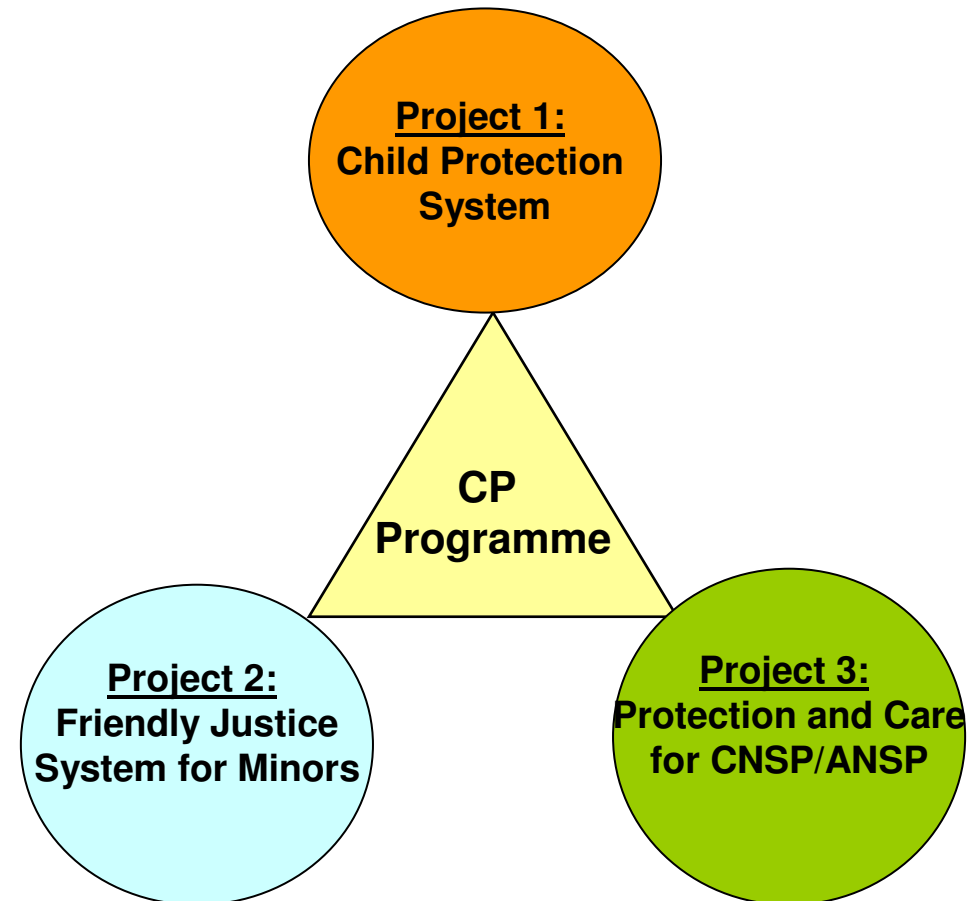 Project 1:
Child Protection
System
CP
Programme
Project 2:
Friendly Justice
System for Minors
Project 3:
Protection and Care
for CNSP/ANSP